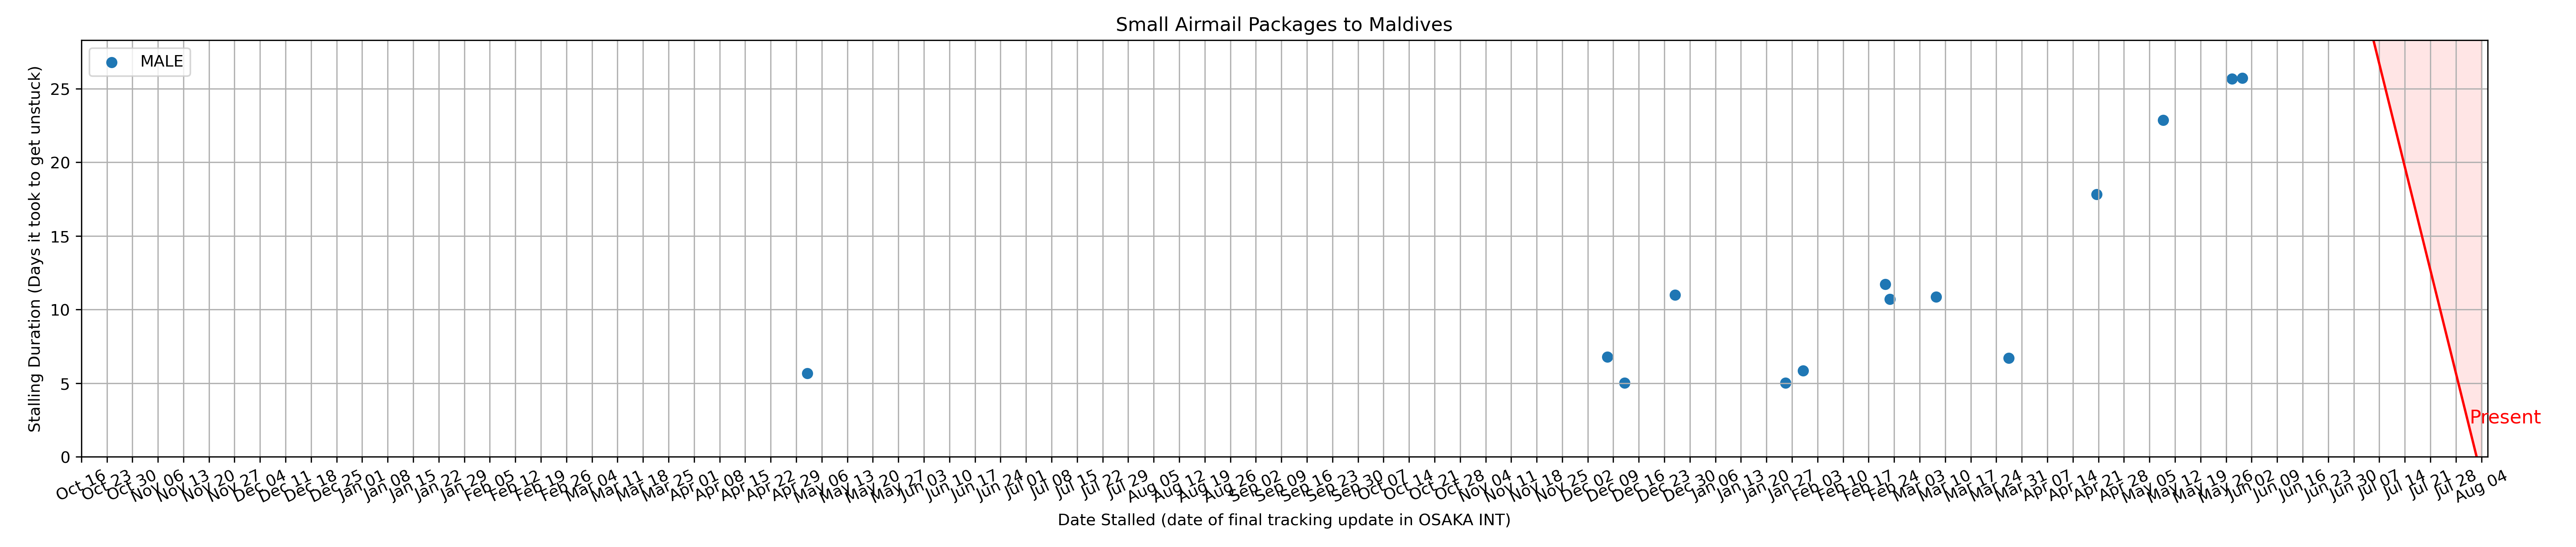 Small Airmail Packages to Maldives
MALE
Stalling Duration (Days it took to get unstuck)
25
20
15
10
5
0
Present
Oct 16
Oct 23
Oct 30
Nov 06
Nov 13
Nov 20
Nov 27
Dec 04
Dec 11
Dec 18
Dec 25
Jan 01
Jan 08
Jan 15
Jan 22
Jan 29
Feb 05
Feb 12
Feb 19
Feb 26
Mar 04
Mar 11
Mar 18
Mar 25
Apr 01
Apr 08
Apr 15
Apr 22
Apr 29
May 06
May 13
May 20
May 27
Jun 03
Jun 10
Jun 17
Jun 24
Jul 01
Jul 08
Jul 15
Jul 22
Jul 29
Aug 05
Aug 12
Aug 19
Aug 26
Sep 02
Sep 09
Sep 16
Sep 23
Sep 30
Oct 07
Oct 14
Oct 21
Oct 28
Nov 04
Nov 11
Nov 18
Nov 25
Dec 02
Dec 09
Dec 16
Dec 23
Dec 30
Jan 06
Jan 13
Jan 20
Jan 27
Feb 03
Feb 10
Feb 17
Feb 24
Mar 03
Mar 10
Mar 17
Mar 24
Mar 31
Apr 07
Apr 14
Apr 21
Apr 28
May 05
May 12
May 19
May 26
Jun 02
Jun 09
Jun 16
Jun 23
Jun 30
Jul 07
Jul 14
Jul 21
Jul 28
Aug 04
Date Stalled (date of final tracking update in OSAKA INT)